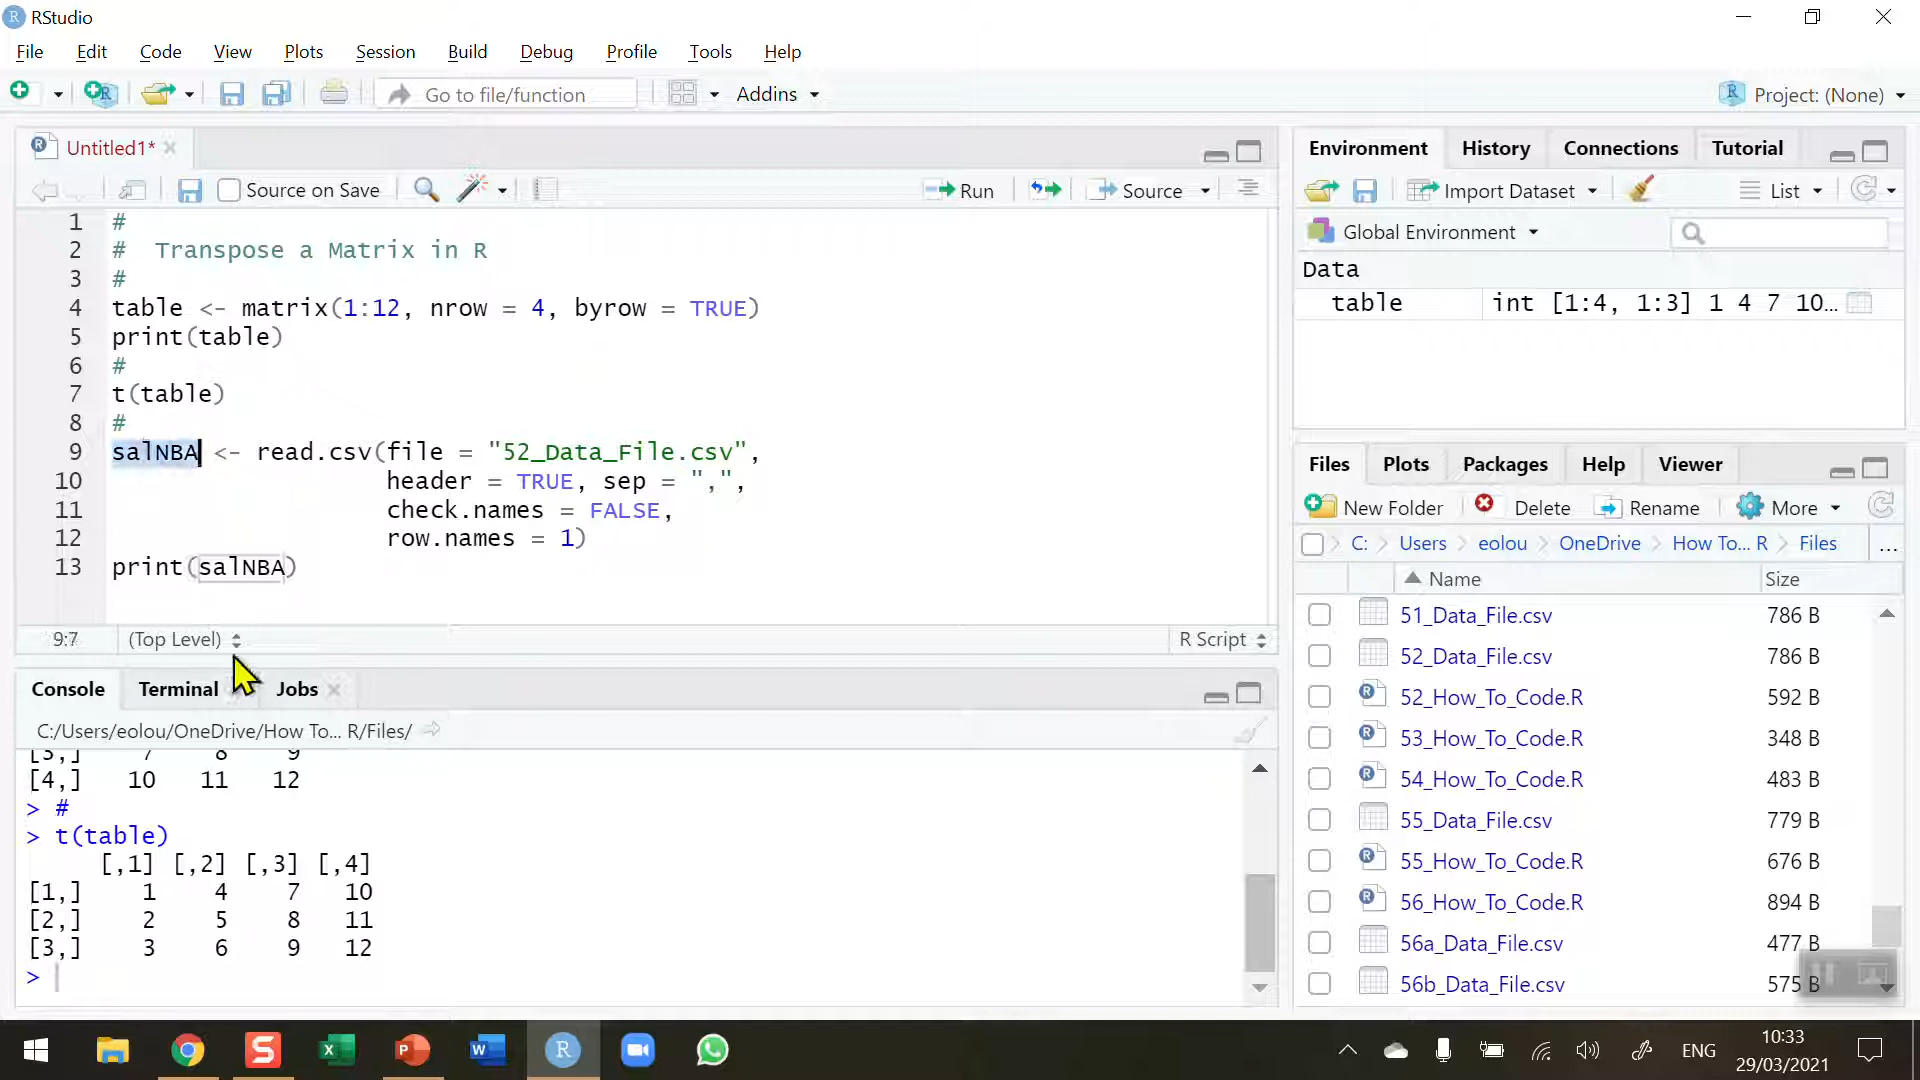 RStudio
File Edit Code View Plots Session Build Debug Profile Tools Help
Go to file/function Addins Project: (None)
Untitled1*
Source on Save Run Source
1 #
2 #  Transpose a Matrix in R
3 #
4 table <- matrix(1:12, nrow = 4, byrow = TRUE)
5 print(table)
6 #
7 t(table)
8 #
9 salNBA <- read.csv(file = "52_Data_File.csv",
10 header = TRUE, sep = ",",
11 check.names = FALSE,
12 row.names = 1)
13 print(salNBA)
9:7 (Top Level) R Script
Console Terminal Jobs
C:/Users/eolou/OneDrive/How To... R/Files/
[3,] 7 8 9
[4,] 10 11 12
> #
> t(table)
[,1] [,2] [,3] [,4]
[1,] 1 4 7 10
[2,] 2 5 8 11
[3,] 3 6 9 12
>
Environment History Connections Tutorial
Import Dataset List
Global Environment
Data
table int [1:4, 1:3] 1 4 7 10...
Files Plots Packages Help Viewer
New Folder Delete Rename More
C: Users eolou OneDrive How To... R Files ...
Name Size
51_Data_File.csv 786 B
52_Data_File.csv 786 B
52_How_To_Code.R 592 B
53_How_To_Code.R 348 B
54_How_To_Code.R 483 B
55_Data_File.csv 779 B
55_How_To_Code.R 676 B
56_How_To_Code.R 894 B
56a_Data_File.csv 477 B
56b_Data_File.csv 575 B
ENG
10:33
29/03/2021